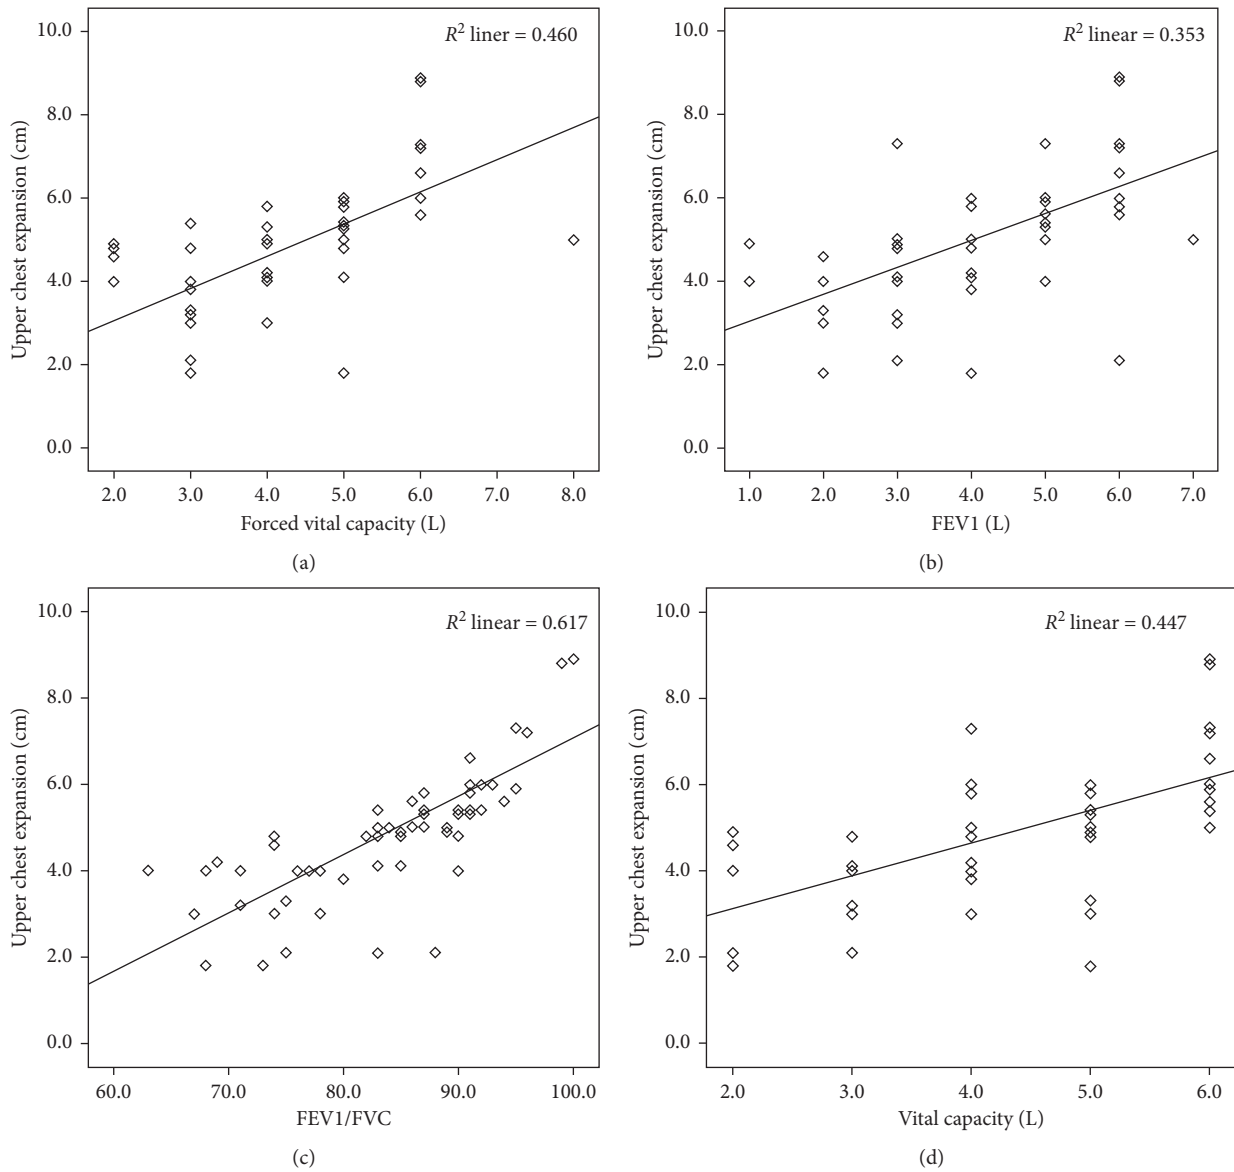 R² liner = 0.460
10.0
8.0
6.0
4.0
2.0
0.0
Upper chest expansion (cm)
2.0 3.0 4.0 5.0 6.0 7.0 8.0
Forced vital capacity (L)
(a)
R² linear = 0.353
10.0
8.0
6.0
4.0
2.0
0.0
Upper chest expansion (cm)
1.0 2.0 3.0 4.0 5.0 6.0 7.0
FEV1 (L)
(b)
R² linear = 0.617
10.0
8.0
6.0
4.0
2.0
0.0
Upper chest expansion (cm)
60.0 70.0 80.0 90.0 100.0
FEV1/FVC
(c)
R² linear = 0.447
10.0
8.0
6.0
4.0
2.0
0.0
Upper chest expansion (cm)
2.0 3.0 4.0 5.0 6.0
Vital capacity (L)
(d)